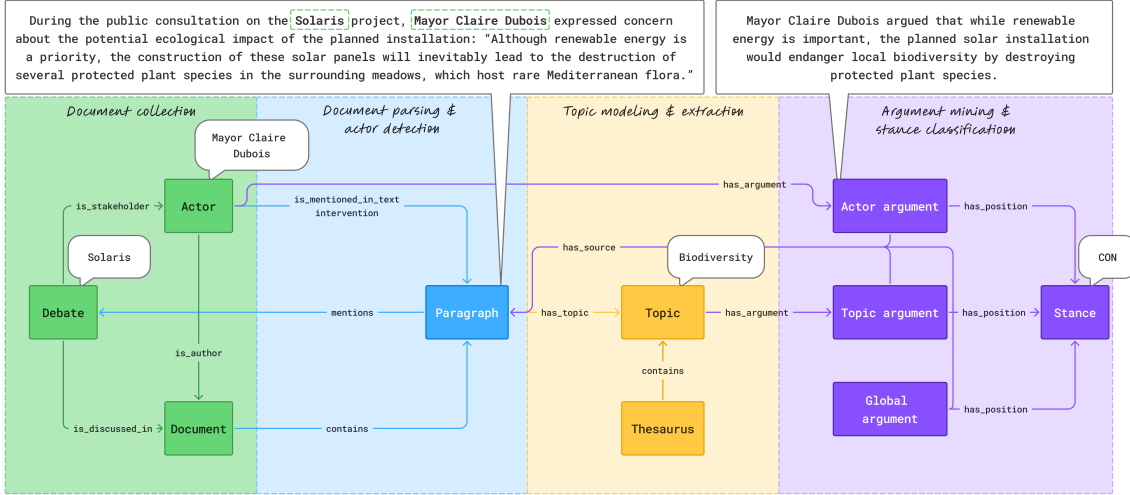 During the public consultation on the Solaris project, Mayor Claire Dubois expressed concern
about the potential ecological impact of the planned installation: “Although renewable energy is
a priority, the construction of these solar panels will inevitably lead to the destruction of
several protected plant species in the surrounding meadows, which host rare Mediterranean flora.”
Mayor Claire Dubois argued that while renewable
energy is important, the planned solar installation
would endanger local biodiversity by destroying
protected plant species.
Document collection
Document parsing &
actor detection
Topic modeling & extraction
Argument mining &
stance classificatioon
Mayor Claire
Dubois
Actor
is_stakeholder
is_mentioned_in_text
intervention
has_argument
Actor argument
has_position
Solaris
has_source
Biodiversity
CON
Debate
mentions
Paragraph
has_topic
Topic
has_argument
Topic argument
has_position
Stance
is_author
contains
is_discussed_in
Document
contains
Thesaurus
Global
argument
has_position